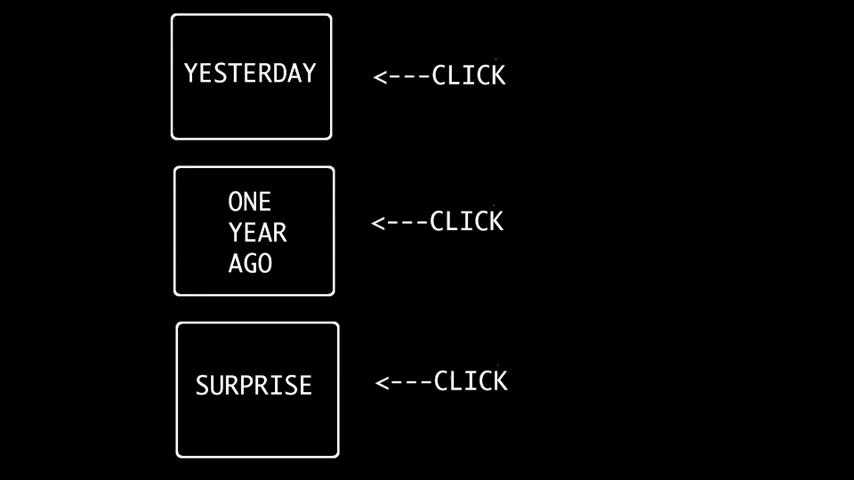 YESTERDAY <---CLICK
ONE
YEAR <---CLICK
AGO
SURPRISE <---CLICK